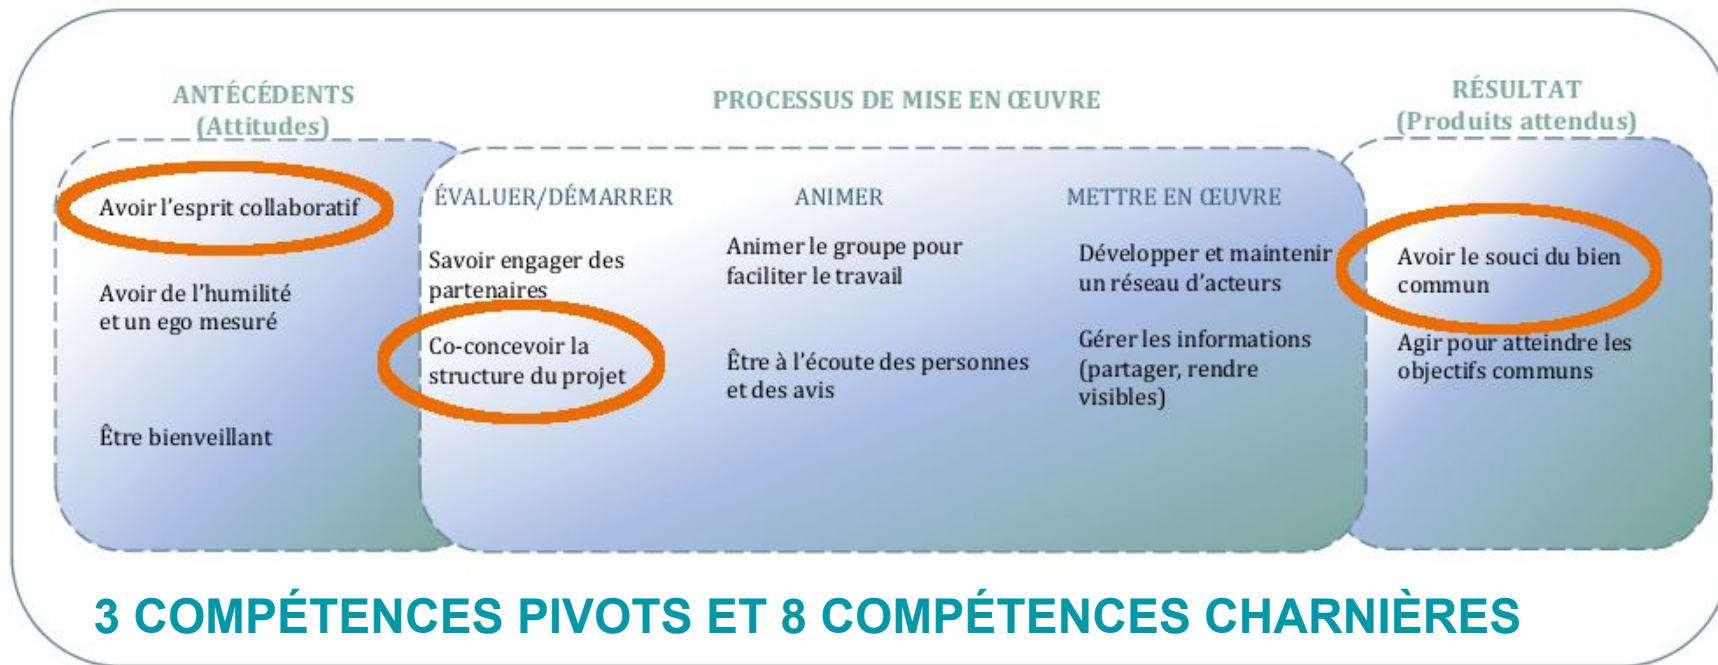 ANTÉCÉDENTS
(Attitudes)
Avoir l'esprit collaboratif
Avoir de l'humilité
et un ego mesuré
Être bienveillant
PROCESSUS DE MISE EN ŒUVRE
ÉVALUER/DÉMARRER
Savoir engager des
partenaires
Co-concevoir la
structure du projet
ANIMER
Animer le groupe pour
faciliter le travail
Être à l'écoute des personnes
et des avis
METTRE EN ŒUVRE
Développer et maintenir
un réseau d'acteurs
Gérer les informations
(partager, rendre
visibles)
RÉSULTAT
(Produits attendus)
Avoir le souci du bien
commun
Agir pour atteindre les
objectifs communs
3 COMPÉTENCES PIVOTS ET 8 COMPÉTENCES CHARNIÈRES